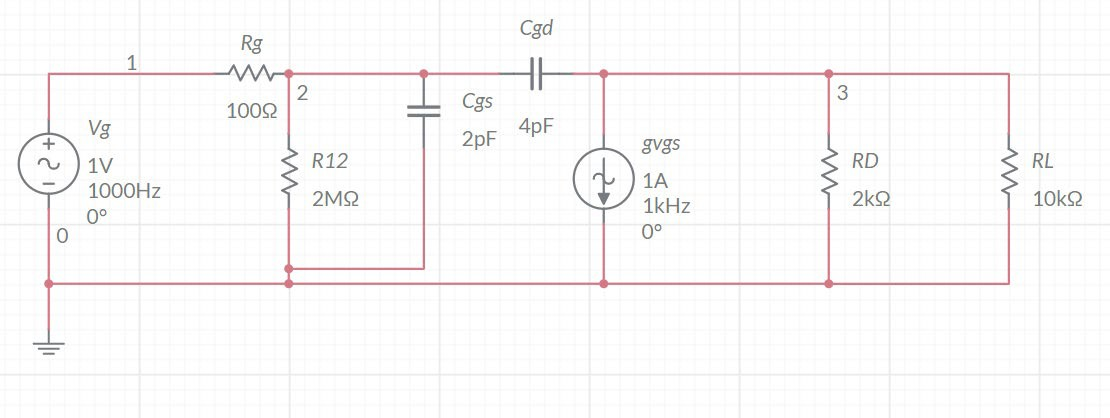 Cgd
Rg
1
2
3
100Ω
Cgs
2pF
4pF
Vg
1V
1000Hz
0°
R12
2MΩ
gvgs
1A
1kHz
0°
RD
2kΩ
RL
10kΩ
0